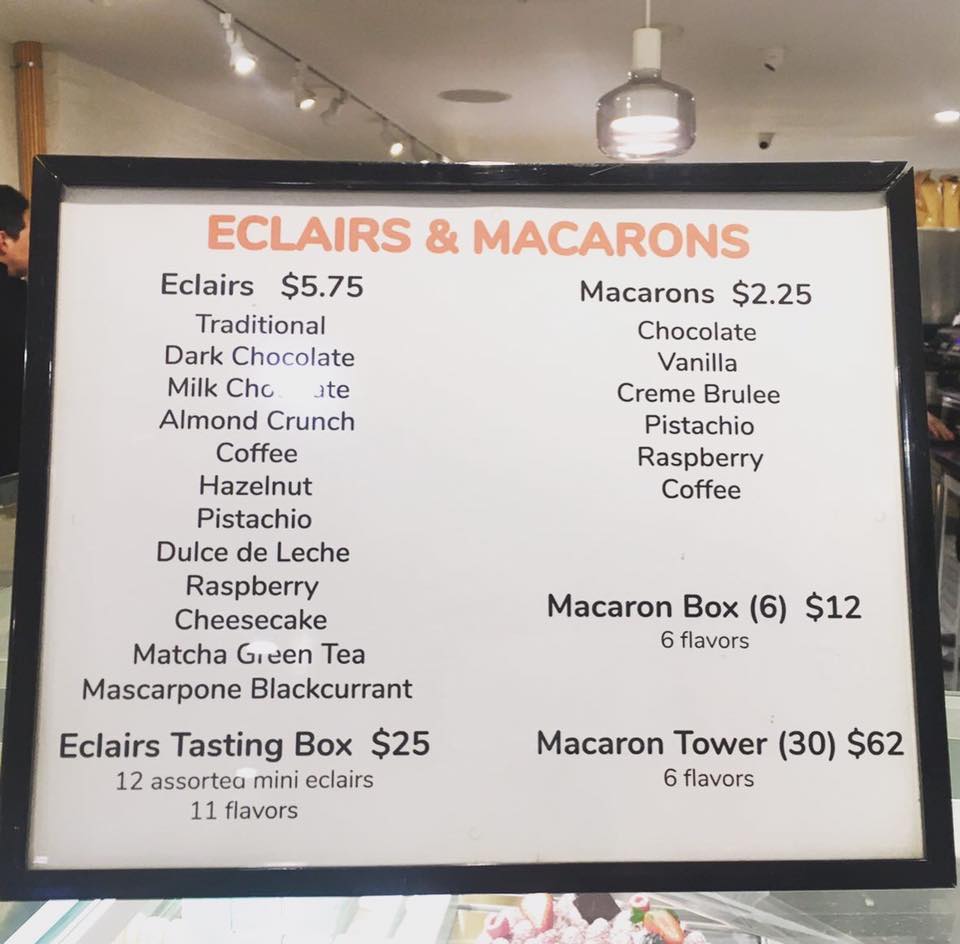 ECLAIRS & MACARONS
Eclairs $5.75
Traditional
Dark Chocolate
Milk Chocolate
Almond Crunch
Coffee
Hazelnut
Pistachio
Dulce de Leche
Raspberry
Cheesecake
Matcha Green Tea
Mascarpone Blackcurrant
Eclairs Tasting Box $25
12 assorted mini eclairs
11 flavors
Macarons $2.25
Chocolate
Vanilla
Creme Brulee
Pistachio
Raspberry
Coffee
Macaron Box (6) $12
6 flavors
Macaron Tower (30) $62
6 flavors